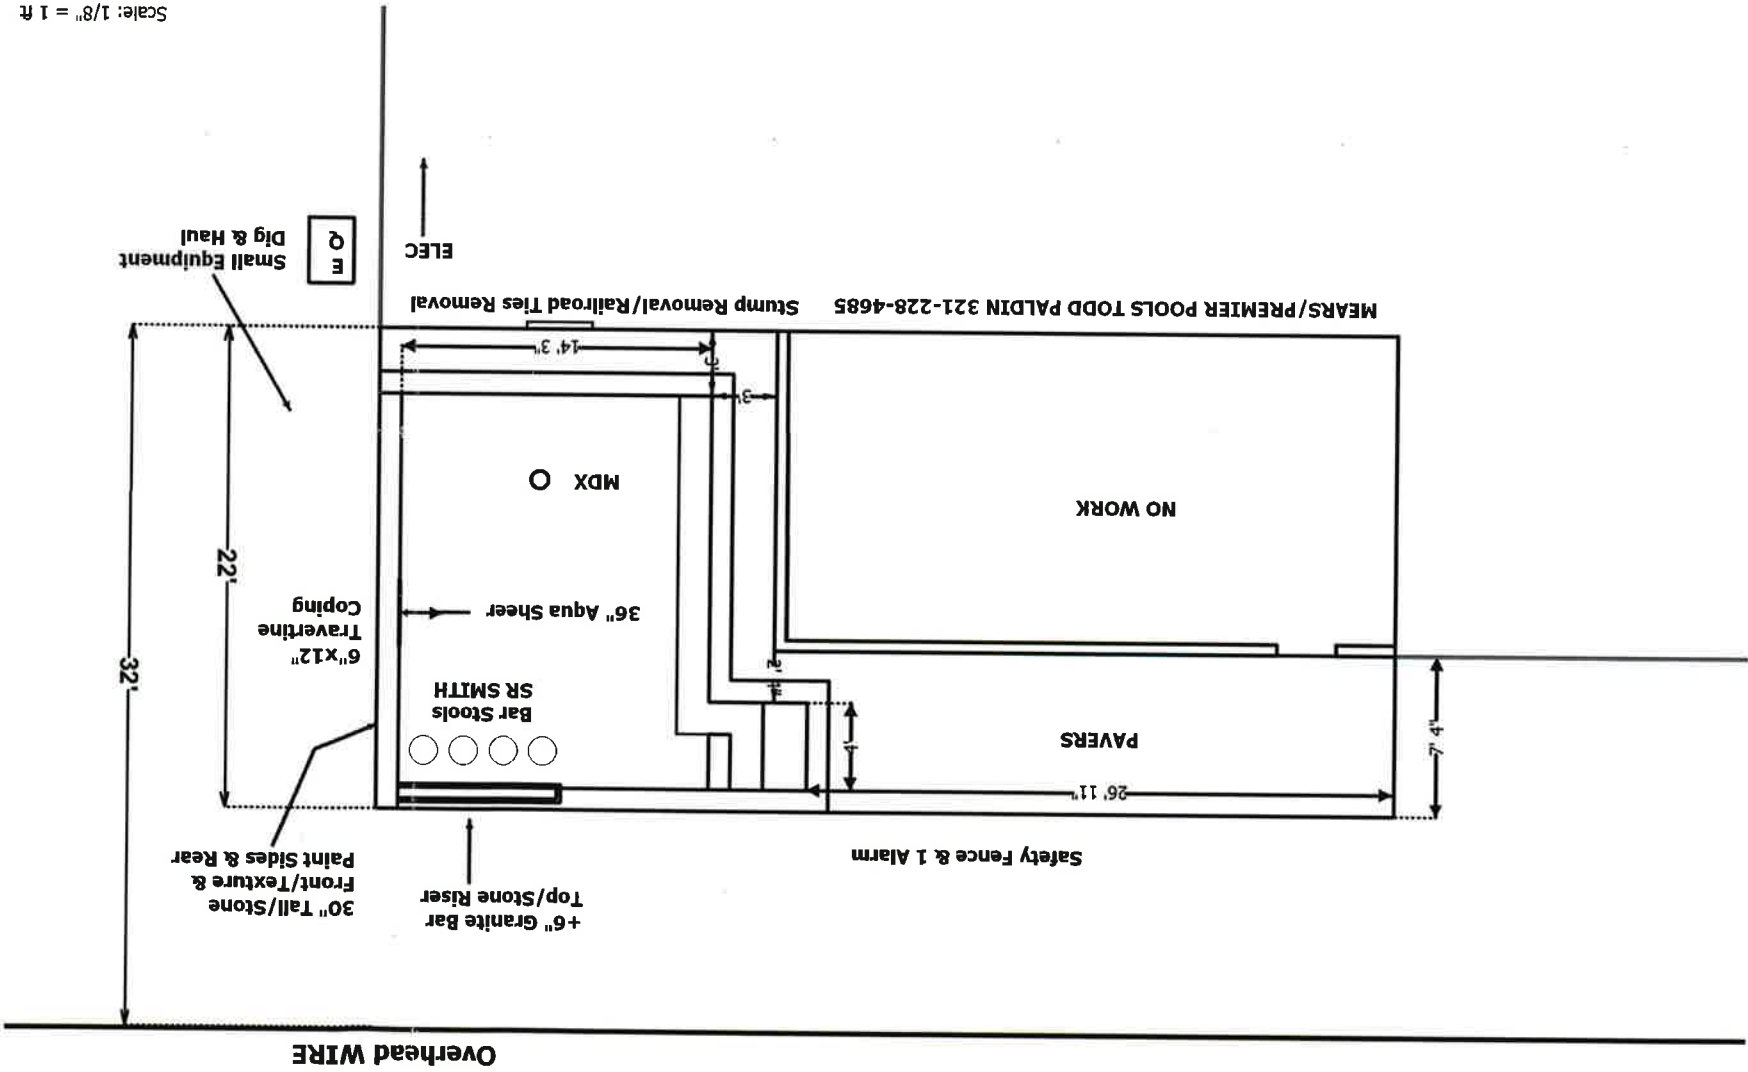 Overhead WIRE
+6" Granite Bar
Top/Stone Riser
30" Tall/Stone
Front/Texture &
Paint Sides & Rear
Safety Fence & 1 Alarm
26' 11"
7' 4"
PAVERS
4'
Bar Stools
SR SMITH
32'
6"x12"
Travertine
Coping
36" Aqua Sheer
22'
NO WORK
MDX
3'
3'
14' 3"
MEARS/PREMIER POOLS TODD PALDIN 321-228-4685
Stump Removal/Railroad Ties Removal
ELEC
E
Q
Small Equipment
Dig & Haul
Scale: 1/8" = 1 ft